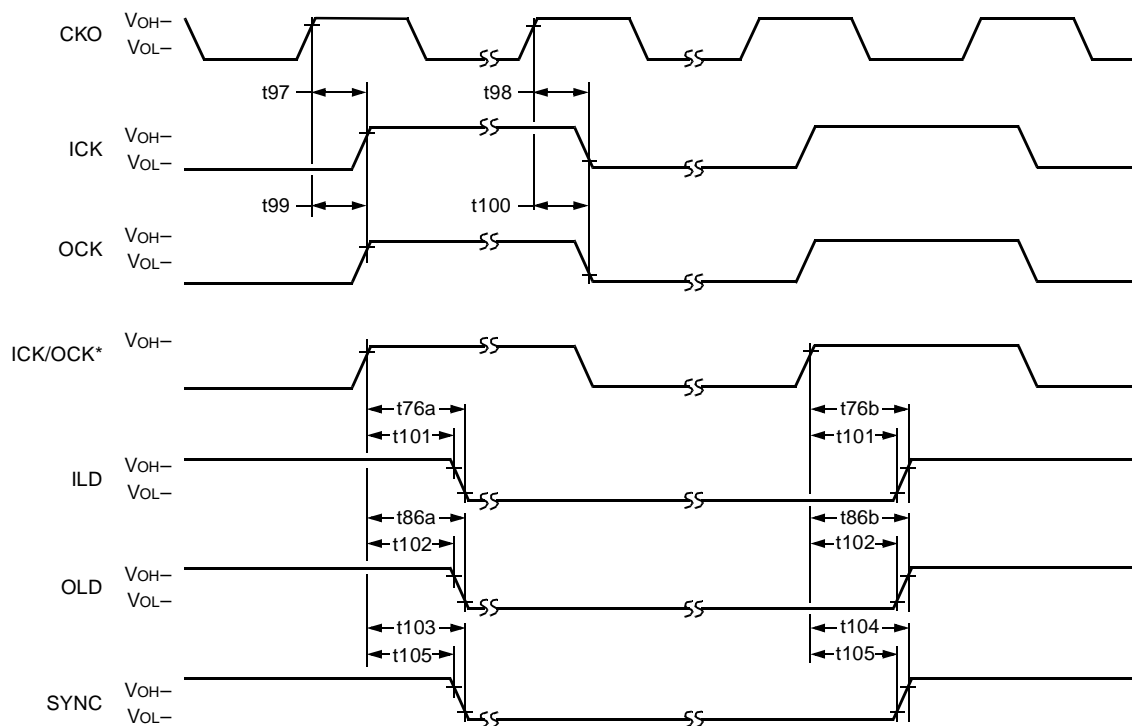 CKO
VOH–
VOL–
t97
t98
ICK
VOH–
VOL–
t99
t100
OCK
VOH–
VOL–
ICK/OCK*
VOH–
t76a
t76b
t101
t101
ILD
VOH–
VOL–
t86a
t86b
t102
t102
OLD
VOH–
VOL–
t103
t104
t105
t105
SYNC
VOH–
VOL–